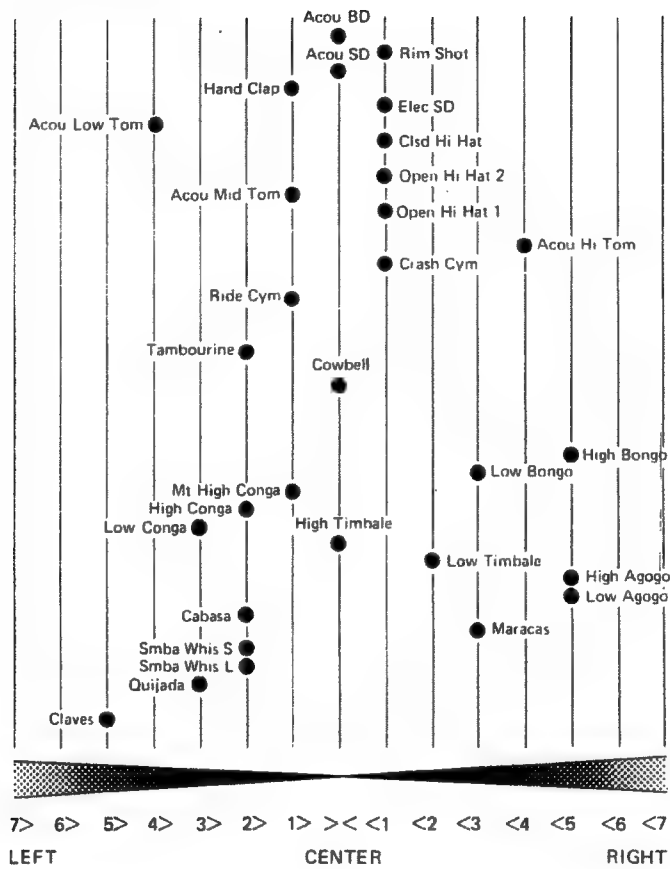 Acou BD
Acou SD
Rim Shot
Hand Clap
Elec SD
Acou Low Tom
Clsd Hi Hat
Open Hi Hat 2
Acou Mid Tom
Open Hi Hat 1
Acou Hi Tom
Crash Cym
Ride Cym
Tambourine
Cowbell
High Bongo
Low Bongo
Mt High Conga
High Conga
High Timbale
Low Conga
Low Timbale
High Agogo
Low Agogo
Cabasa
Maracas
Smba Whis S
Smba Whis L
Quijada
Claves
7> 6> 5> 4> 3> 2> 1> >< <1 <2 <3 <4 <5 <6 <7
LEFT CENTER RIGHT